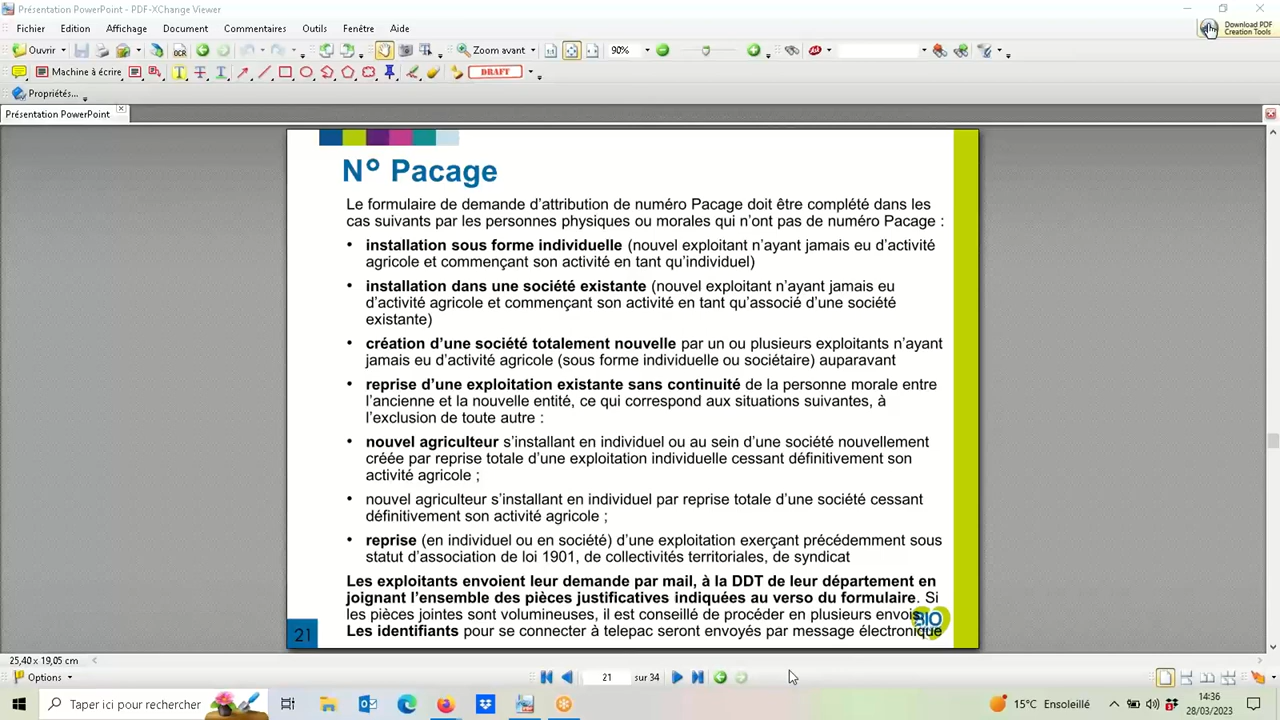 Présentation PowerPoint - PDF-XChange Viewer
Fichier Edition Affichage Document Commentaires Outils Fenêtre Aide
Download PDF
Creation Tools
Ouvrir OCR Zoom avant 90%
Machine à écrire DRAFT
Propriétés...
Présentation PowerPoint
N° Pacage
Le formulaire de demande d'attribution de numéro Pacage doit être complété dans les
cas suivants par les personnes physiques ou morales qui n'ont pas de numéro Pacage :
• installation sous forme individuelle (nouvel exploitant n'ayant jamais eu d'activité
agricole et commençant son activité en tant qu'individuel)
• installation dans une société existante (nouvel exploitant n'ayant jamais eu
d'activité agricole et commençant son activité en tant qu'associé d'une société
existante)
• création d'une société totalement nouvelle par un ou plusieurs exploitants n'ayant
jamais eu d'activité agricole (sous forme individuelle ou sociétaire) auparavant
• reprise d'une exploitation existante sans continuité de la personne morale entre
l'ancienne et la nouvelle entité, ce qui correspond aux situations suivantes, à
l'exclusion de toute autre :
• nouvel agriculteur s'installant en individuel ou au sein d'une société nouvellement
créée par reprise totale d'une exploitation individuelle cessant définitivement son
activité agricole ;
• nouvel agriculteur s'installant en individuel par reprise totale d'une société cessant
définitivement son activité agricole ;
• reprise (en individuel ou en société) d'une exploitation exerçant précédemment sous
statut d'association de loi 1901, de collectivités territoriales, de syndicat
Les exploitants envoient leur demande par mail, à la DDT de leur département en
joignant l'ensemble des pièces justificatives indiquées au verso du formulaire. Si
les pièces jointes sont volumineuses, il est conseillé de procéder en plusieurs envois.
Les identifiants pour se connecter à telepac seront envoyés par message électronique
BIO
21
25,40 x 19,05 cm
Options 21 sur 34
Taper ici pour rechercher 15°C Ensoleillé 14:36
28/03/2023